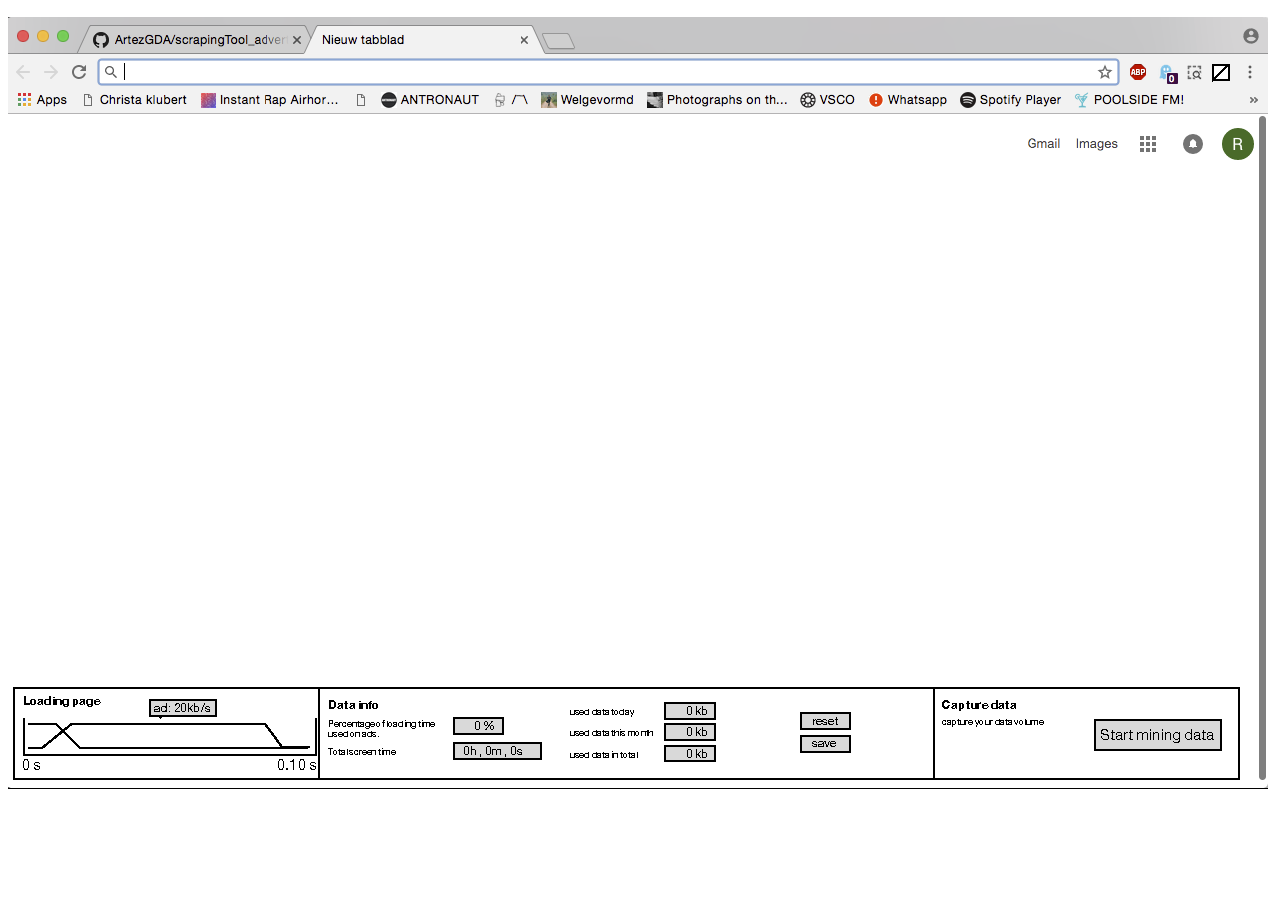 ArtezGDA/scrapingTool_adver
Nieuw tabblad
ABP
0
Apps
Christa klubert
Instant Rap Airhor...
ANTRONAUT
Welgevormd
Photographs on th...
VSCO
Whatsapp
Spotify Player
POOLSIDE FM!
»
Gmail
Images
R
Loading page
ad: 20kb/s
0 s
0.10 s
Data info
Percentage of loading time
used on ads.
0 %
Total screen time
0h , 0m , 0s
used data today
0 kb
used data this month
0 kb
used data in total
0 kb
reset
save
Capture data
capture your data volume
Start mining data